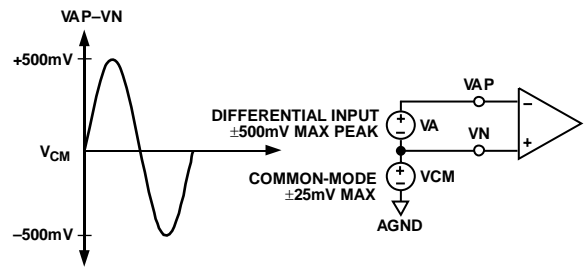 VAP–VN
+500mV
VCM
–500mV
DIFFERENTIAL INPUT
±500mV MAX PEAK
COMMON-MODE
±25mV MAX
VAP
+
–
VA
VN
+
–
VCM
AGND
–
+